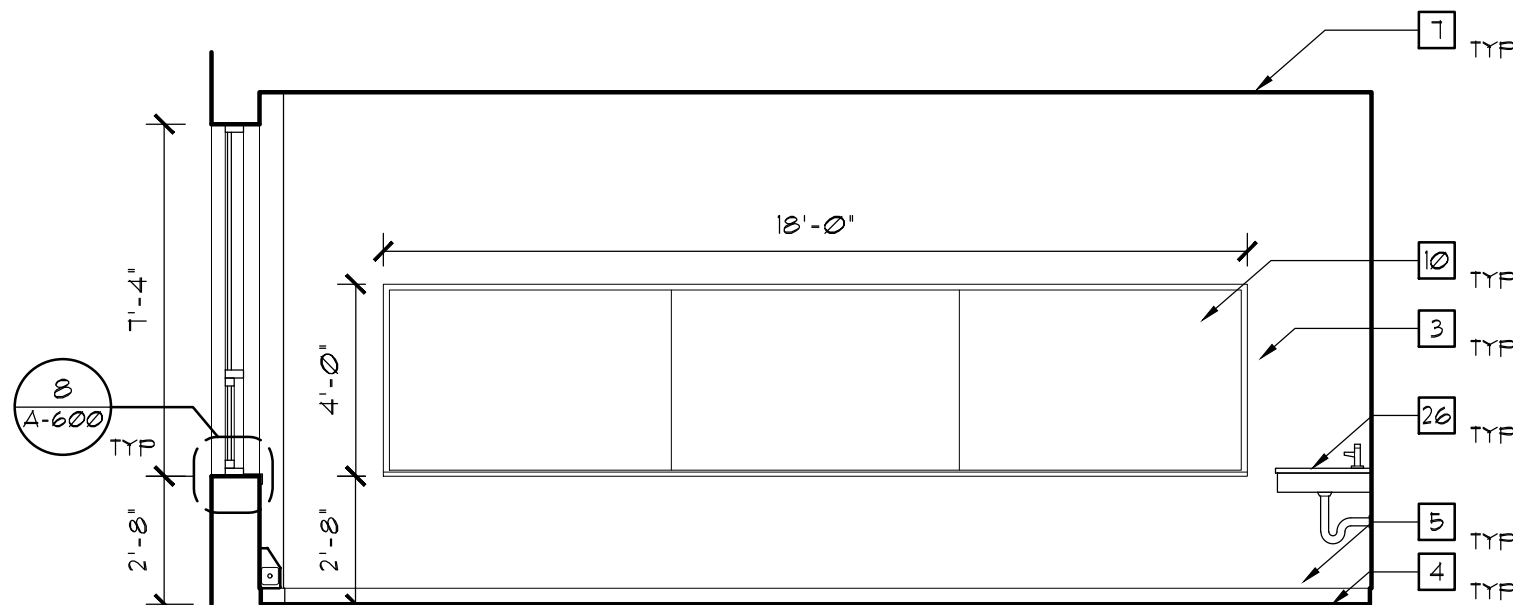 7 TYP
18'-0"
10 TYP
7'-4"
3 TYP
4'-0"
8
A-600
TYP
26 TYP
2'-8"
2'-8"
5 TYP
4 TYP